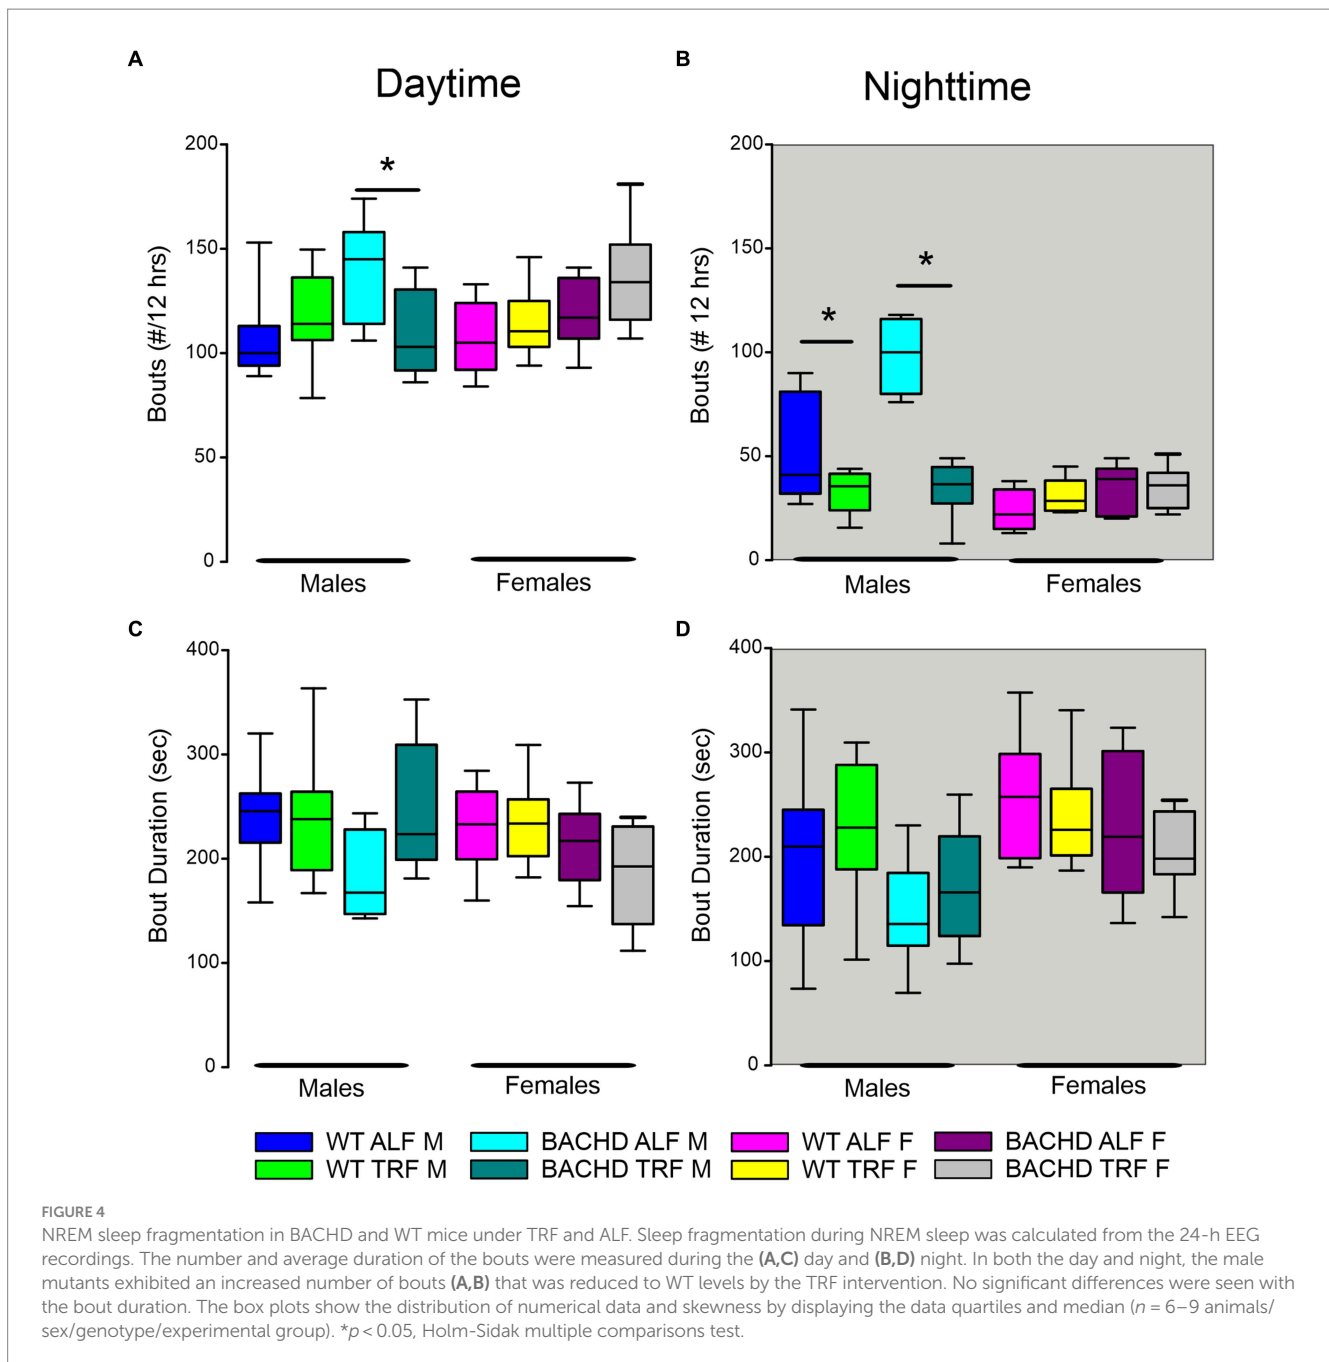 A
Daytime
200
150
100
50
0
Bouts (#/12 hrs)
*
Males
Females
B
Nighttime
200
150
100
50
0
Bouts (# 12 hrs)
*
*
Males
Females
C
400
300
200
100
0
Bout Duration (sec)
Males
Females
D
400
300
200
100
0
Bout Duration (sec)
Males
Females
WT ALF M BACHD ALF M WT ALF F BACHD ALF F
WT TRF M BACHD TRF M WT TRF F BACHD TRF F
FIGURE 4
NREM sleep fragmentation in BACHD and WT mice under TRF and ALF. Sleep fragmentation during NREM sleep was calculated from the 24-h EEG
recordings. The number and average duration of the bouts were measured during the (A,C) day and (B,D) night. In both the day and night, the male
mutants exhibited an increased number of bouts (A,B) that was reduced to WT levels by the TRF intervention. No significant differences were seen with
the bout duration. The box plots show the distribution of numerical data and skewness by displaying the data quartiles and median (n = 6–9 animals/
sex/genotype/experimental group). *p < 0.05, Holm-Sidak multiple comparisons test.